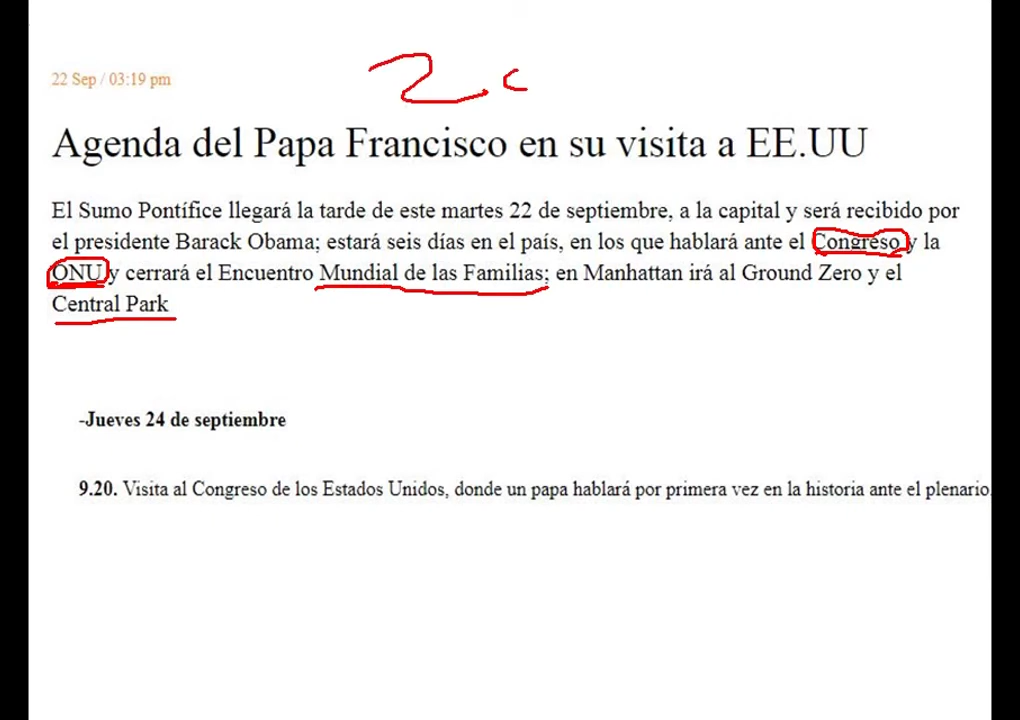 22 Sep / 03:19 pm
2 c
Agenda del Papa Francisco en su visita a EE.UU
El Sumo Pontífice llegará la tarde de este martes 22 de septiembre, a la capital y será recibido por
el presidente Barack Obama; estará seis días en el país, en los que hablará ante el Congreso y la
ONU y cerrará el Encuentro Mundial de las Familias; en Manhattan irá al Ground Zero y el
Central Park
-Jueves 24 de septiembre
9.20. Visita al Congreso de los Estados Unidos, donde un papa hablará por primera vez en la historia ante el plenario.